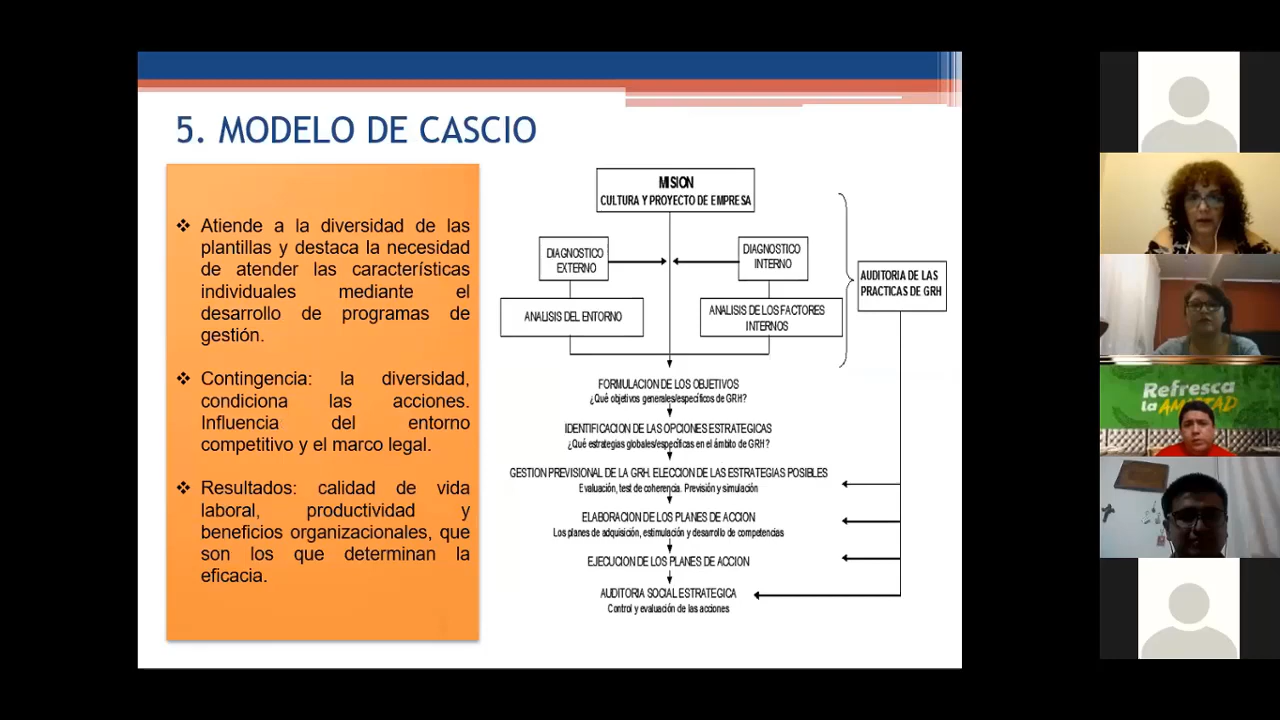 5. MODELO DE CASCIO
❖ Atiende a la diversidad de las
plantillas y destaca la necesidad
de atender las características
individuales mediante el
desarrollo de programas de
gestión.
❖ Contingencia: la diversidad,
condiciona las acciones.
Influencia del entorno
competitivo y el marco legal.
❖ Resultados: calidad de vida
laboral, productividad y
beneficios organizacionales, que
son los que determinan la
eficacia.
MISION
CULTURA Y PROYECTO DE EMPRESA
DIAGNOSTICO
EXTERNO
DIAGNOSTICO
INTERNO
ANALISIS DEL ENTORNO
ANALISIS DE LOS FACTORES
INTERNOS
AUDITORIA DE LAS
PRACTICAS DE GRH
FORMULACION DE LOS OBJETIVOS
¿Qué objetivos generales/específicos de GRH?
IDENTIFICACION DE LAS OPCIONES ESTRATEGICAS
¿Qué estrategias globales/específicas en el ámbito de GRH?
GESTION PREVISIONAL DE LA GRH. ELECCION DE LAS ESTRATEGIAS POSIBLES
Evaluación, test de coherencia. Previsión y simulación
ELABORACION DE LOS PLANES DE ACCION
Los planes de adquisición, estimulación y desarrollo de competencias
EJECUCION DE LOS PLANES DE ACCION
AUDITORIA SOCIAL ESTRATEGICA
Control y evaluación de las acciones
Refresca
la AMISTAD